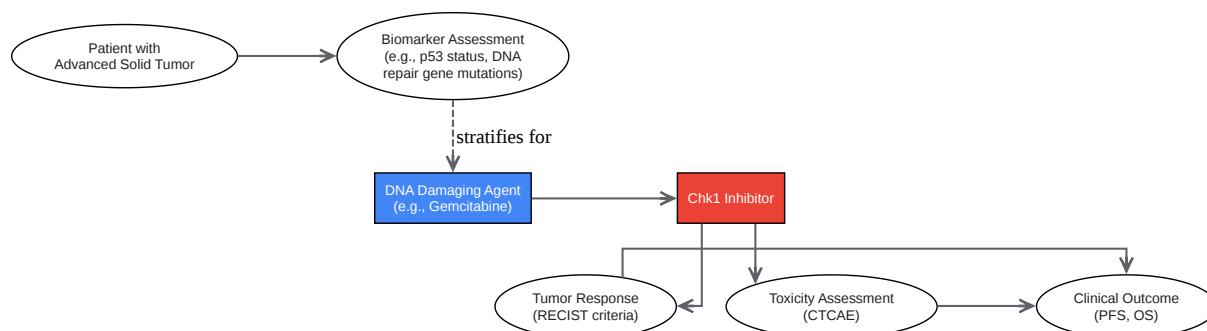 Patient with
Advanced Solid Tumor
Biomarker Assessment
(e.g., p53 status, DNA
repair gene mutations)
stratifies for
DNA Damaging Agent
(e.g., Gemcitabine)
Chk1 Inhibitor
Tumor Response
(RECIST criteria)
Toxicity Assessment
(CTCAE)
Clinical Outcome
(PFS, OS)